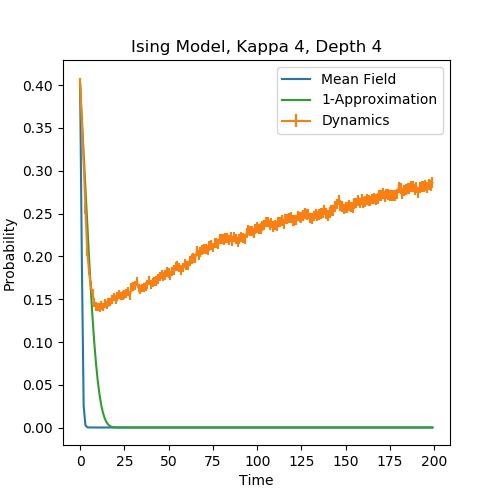 Ising Model, Kappa 4, Depth 4
Mean Field
1-Approximation
Dynamics
0.40
0.35
0.30
0.25
0.20
0.15
0.10
0.05
0.00
Probability
0 25 50 75 100 125 150 175 200
Time